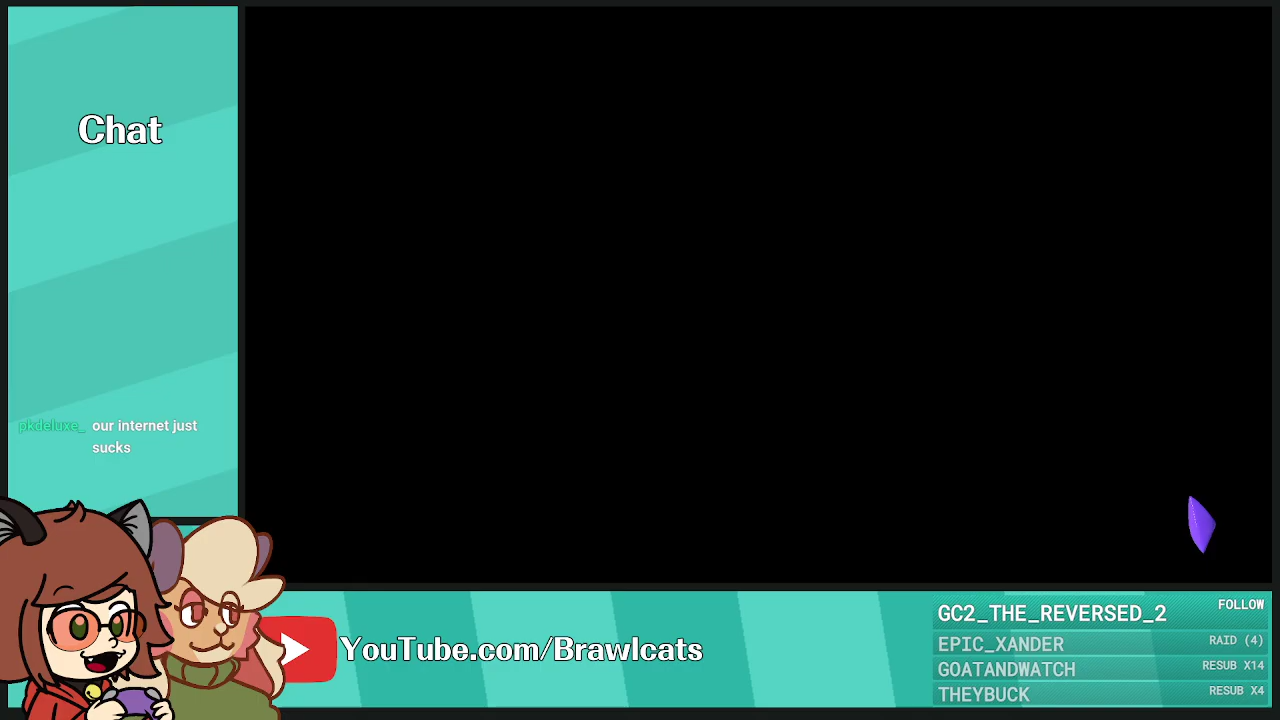 Chat
pkdeluxe_ our internet just
sucks
YouTube.com/Brawlcats
GC2_THE_REVERSED_2 FOLLOW
EPIC_XANDER RAID (4)
GOATANDWATCH RESUB X14
THEYBUCK RESUB X4